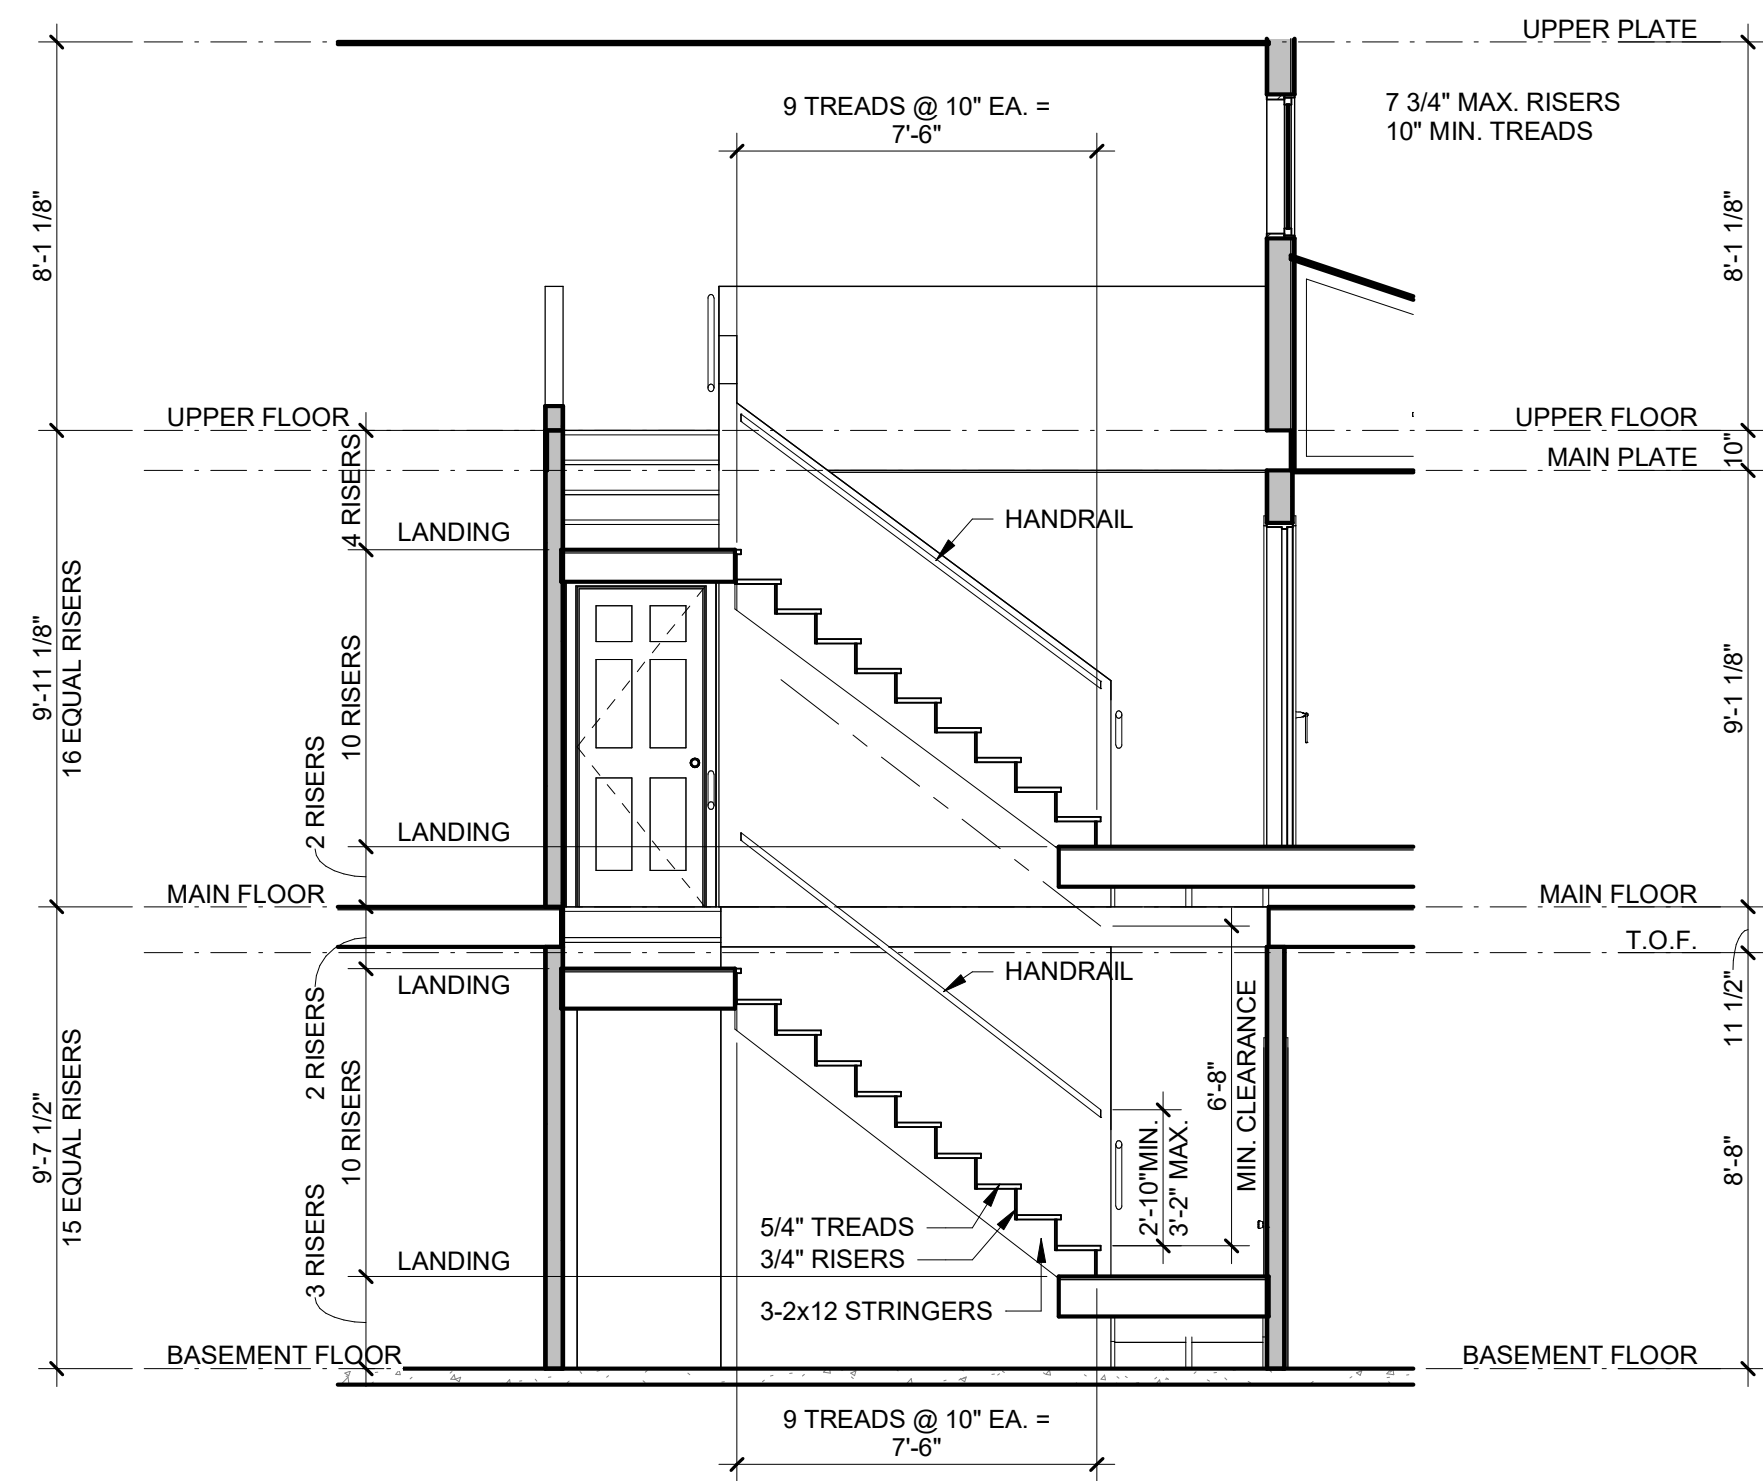 UPPER PLATE
9 TREADS @ 10" EA. =
7'-6"
7 3/4" MAX. RISERS
10" MIN. TREADS
8'-1 1/8"
8'-1 1/8"
UPPER FLOOR
UPPER FLOOR
10"
MAIN PLATE
4 RISERS
LANDING
HANDRAIL
9'-11 1/8"
16 EQUAL RISERS
10 RISERS
9'-1 1/8"
2 RISERS
LANDING
MAIN FLOOR
MAIN FLOOR
T.O.F.
LANDING
HANDRAIL
2 RISERS
11 1/2"
9'-7 1/2"
15 EQUAL RISERS
10 RISERS
6'-8"
MIN. CLEARANCE
2'-10"MIN.
3'-2" MAX.
8'-8"
5/4" TREADS
3/4" RISERS
3 RISERS
LANDING
3-2x12 STRINGERS
BASEMENT FLOOR
BASEMENT FLOOR
9 TREADS @ 10" EA. =
7'-6"